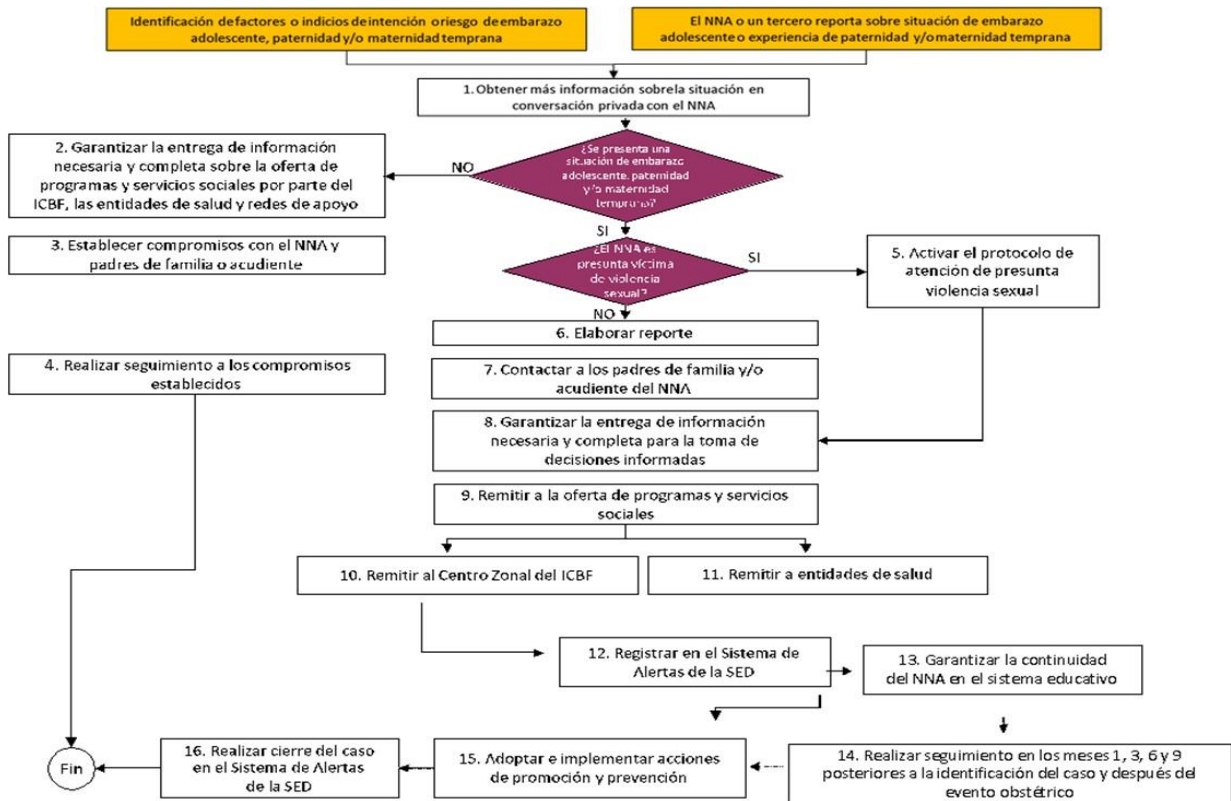 Identificación de factores o indicios de intención o riesgo de embarazo
adolescente, paternidad y/o maternidad temprana
El NNA o un tercero reporta sobre situación de embarazo
adolescente o experiencia de paternidad y/o maternidad temprana
1. Obtener más información sobre la situación en
conversación privada con el NNA
¿Se presenta una
situación de embarazo
adolescente, paternidad
y/o maternidad
temprana?
NO
2. Garantizar la entrega de información
necesaria y completa sobre la oferta de
programas y servicios sociales por parte del
ICBF, las entidades de salud y redes de apoyo
3. Establecer compromisos con el NNA y
padres de familia o acudiente
4. Realizar seguimiento a los compromisos
establecidos
SI
¿El NNA es
presunta víctima
de violencia
sexual?
SI
5. Activar el protocolo de
atención de presunta
violencia sexual
NO
6. Elaborar reporte
7. Contactar a los padres de familia y/o
acudiente del NNA
8. Garantizar la entrega de información
necesaria y completa para la toma de
decisiones informadas
9. Remitir a la oferta de programas y servicios
sociales
10. Remitir al Centro Zonal del ICBF
11. Remitir a entidades de salud
12. Registrar en el Sistema de
Alertas de la SED
13. Garantizar la continuidad
del NNA en el sistema educativo
14. Realizar seguimiento en los meses 1, 3, 6 y 9
posteriores a la identificación del caso y después del
evento obstétrico
15. Adoptar e implementar acciones
de promoción y prevención
16. Realizar cierre del caso
en el Sistema de Alertas
de la SED
Fin